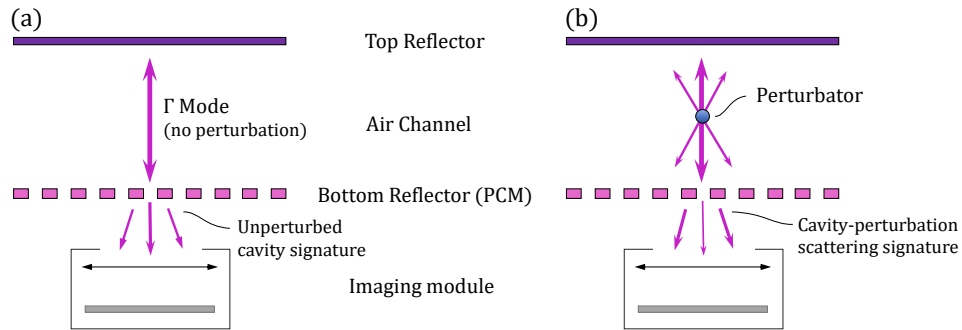 (a)
Top Reflector
Γ Mode
(no perturbation)
Air Channel
Bottom Reflector (PCM)
Unperturbed
cavity signature
Imaging module
(b)
Perturbator
Cavity-perturbation
scattering signature